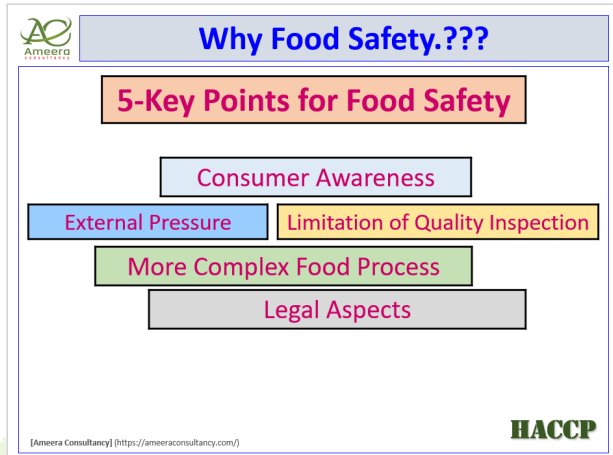 Ameera
consultancy
Why Food Safety.???
5-Key Points for Food Safety
Consumer Awareness
External Pressure
Limitation of Quality Inspection
More Complex Food Process
Legal Aspects
HACCP
[Ameera Consultancy] (https://ameeraconsultancy.com/)